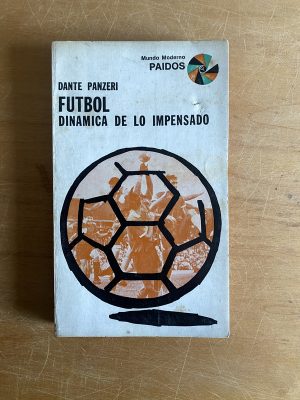 Mundo Moderno
PAIDOS
DANTE PANZERI
FUTBOL
DINAMICA DE LO IMPENSADO